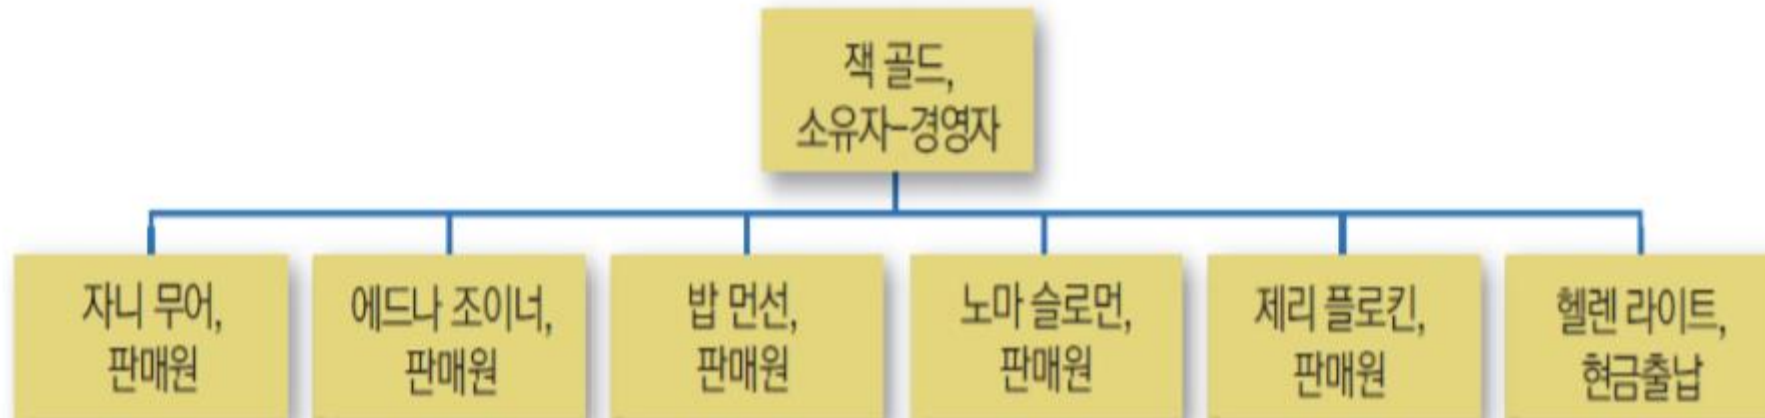 잭 골드,
소유자-경영자
자니 무어,
판매원
에드나 조이너,
판매원
밥 먼선,
판매원
노마 슬로먼,
판매원
제리 플로킨,
판매원
헬렌 라이트,
현금출납